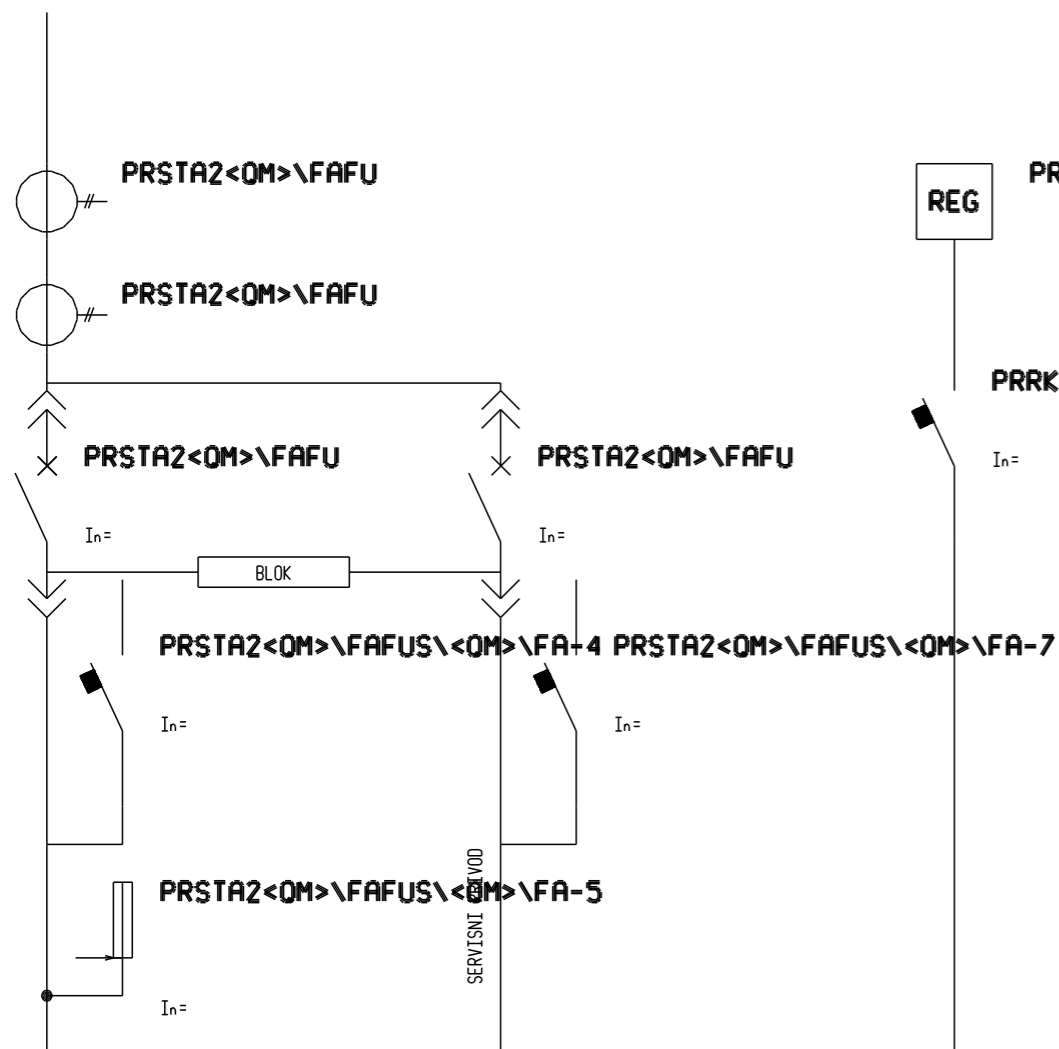 PRSTA2<QM>\FAFU
PR
REG
PRSTA2<QM>\FAFU
PRRK
PRSTA2<QM>\FAFU
PRSTA2<QM>\FAFU
In=
In=
In=
BLOK
PRSTA2<QM>\FAFUS\<QM>\FA-4
PRSTA2<QM>\FAFUS\<QM>\FA-7
In=
In=
PRSTA2<QM>\FAFUS\<QM>\FA-5
SERVISNI PRIVOD
In=